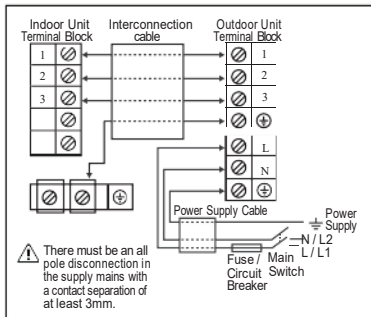 Indoor Unit Interconnection Outdoor Unit
Terminal Block cable Terminal Block
1 1
2 2
3 3
L
N
Power Supply Cable
Power
Supply
N / L2
L / L1
Fuse / Main
Circuit Switch
Breaker
There must be an all
pole disconnection in
the supply mains with
a contact separation of
at least 3mm.